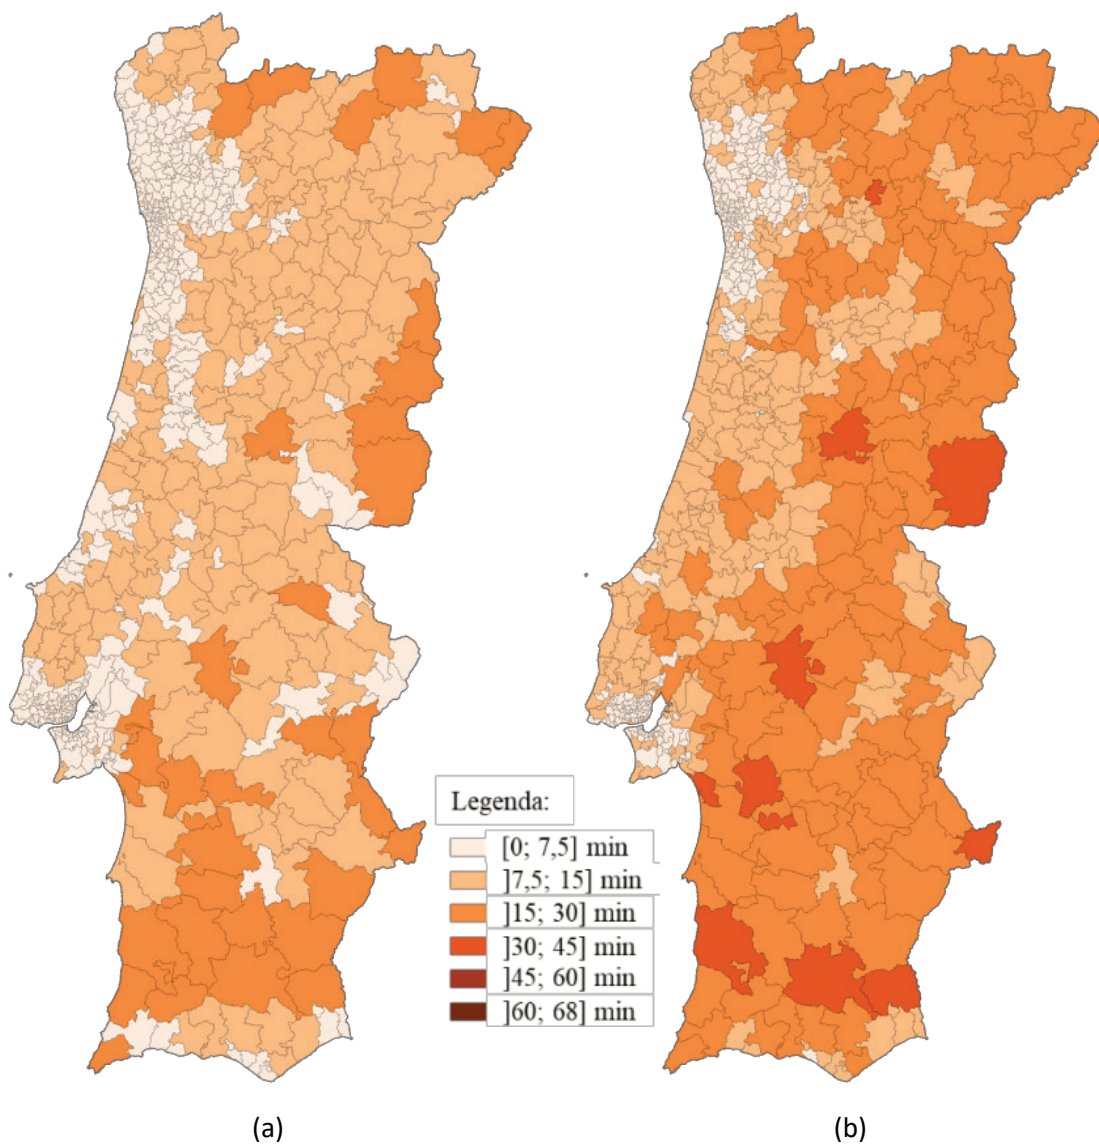 Legenda:
[0; 7,5] min
]7,5; 15] min
]15; 30] min
]30; 45] min
]45; 60] min
]60; 68] min
(a) (b)